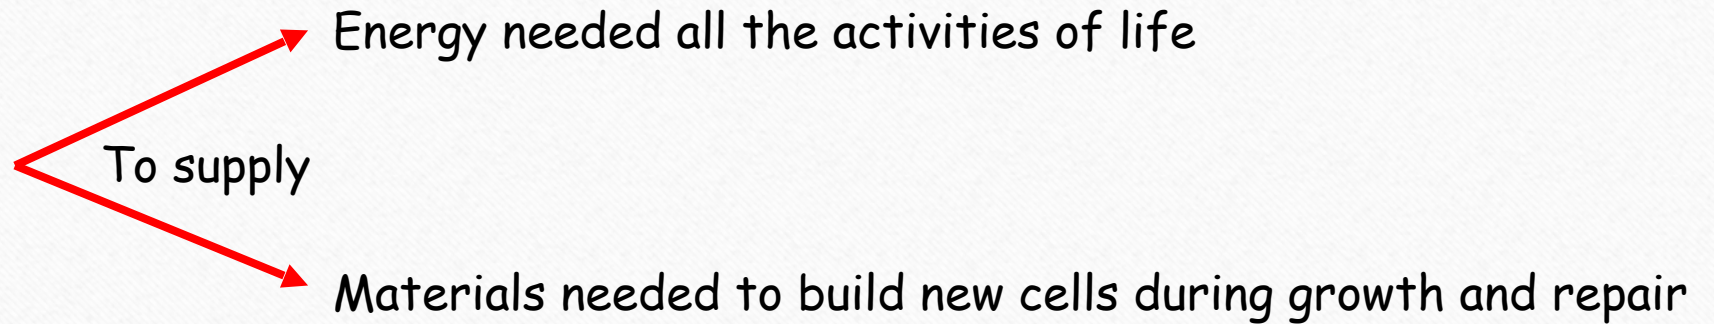 Energy needed all the activities of life
To supply
Materials needed to build new cells during growth and repair